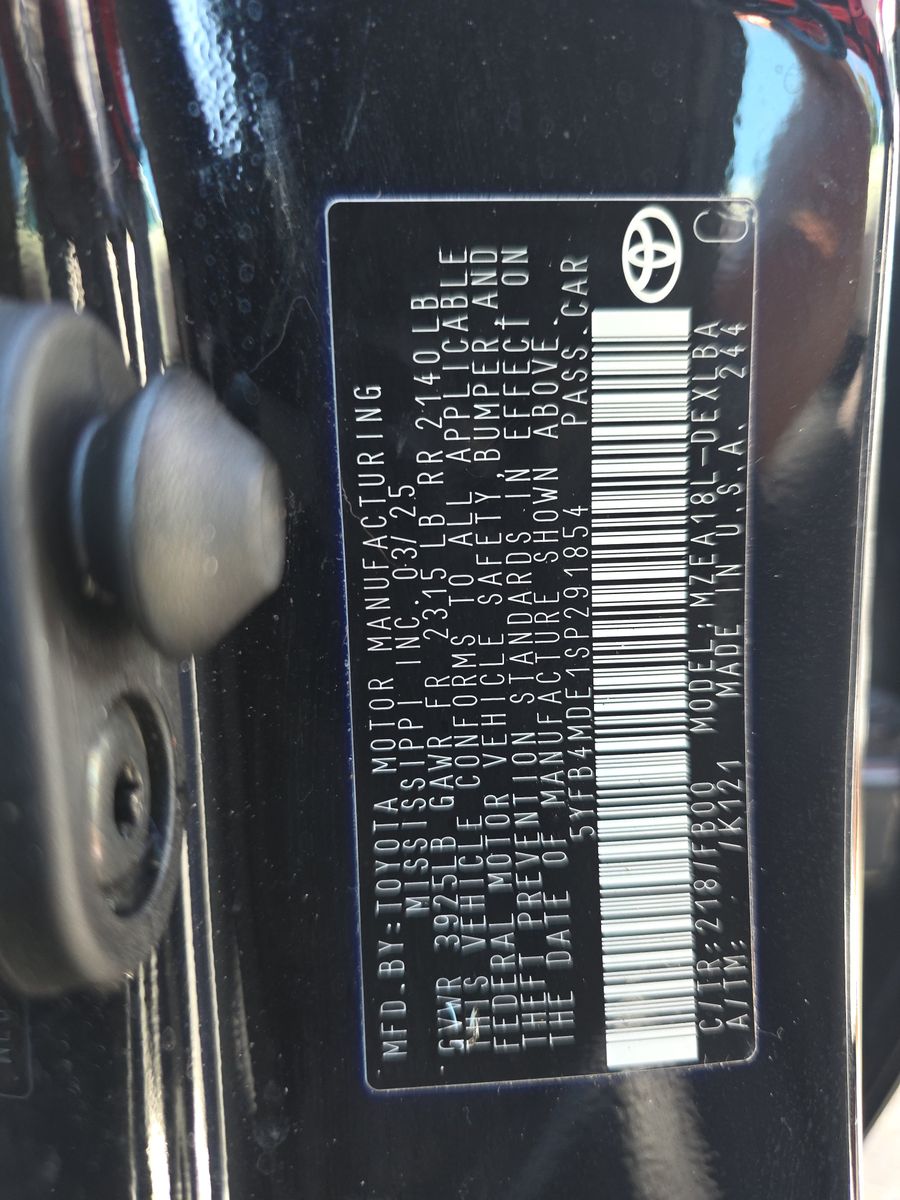 MFD.BY:TOYOTA MOTOR MANUFACTURING
MISSISSIPPI INC. 03/25
GVWR 3925LB GAWR FR 2315 LB RR 2140LB
THIS VEHICLE CONFORMS TO ALL APPLICABLE
FEDERAL MOTOR VEHICLE SAFETY,BUMPER,AND
THEFT PREVENTION STANDARDS IN EFFECT ON
THE DATE OF MANUFACTURE SHOWN ABOVE.
5YFB4MDE1SP291854 PASS.CAR
C/TR:218/FB00 MODEL:MZEA18L-DEXLBA
A/TM: /K121 MADE IN U.S.A. 244
C